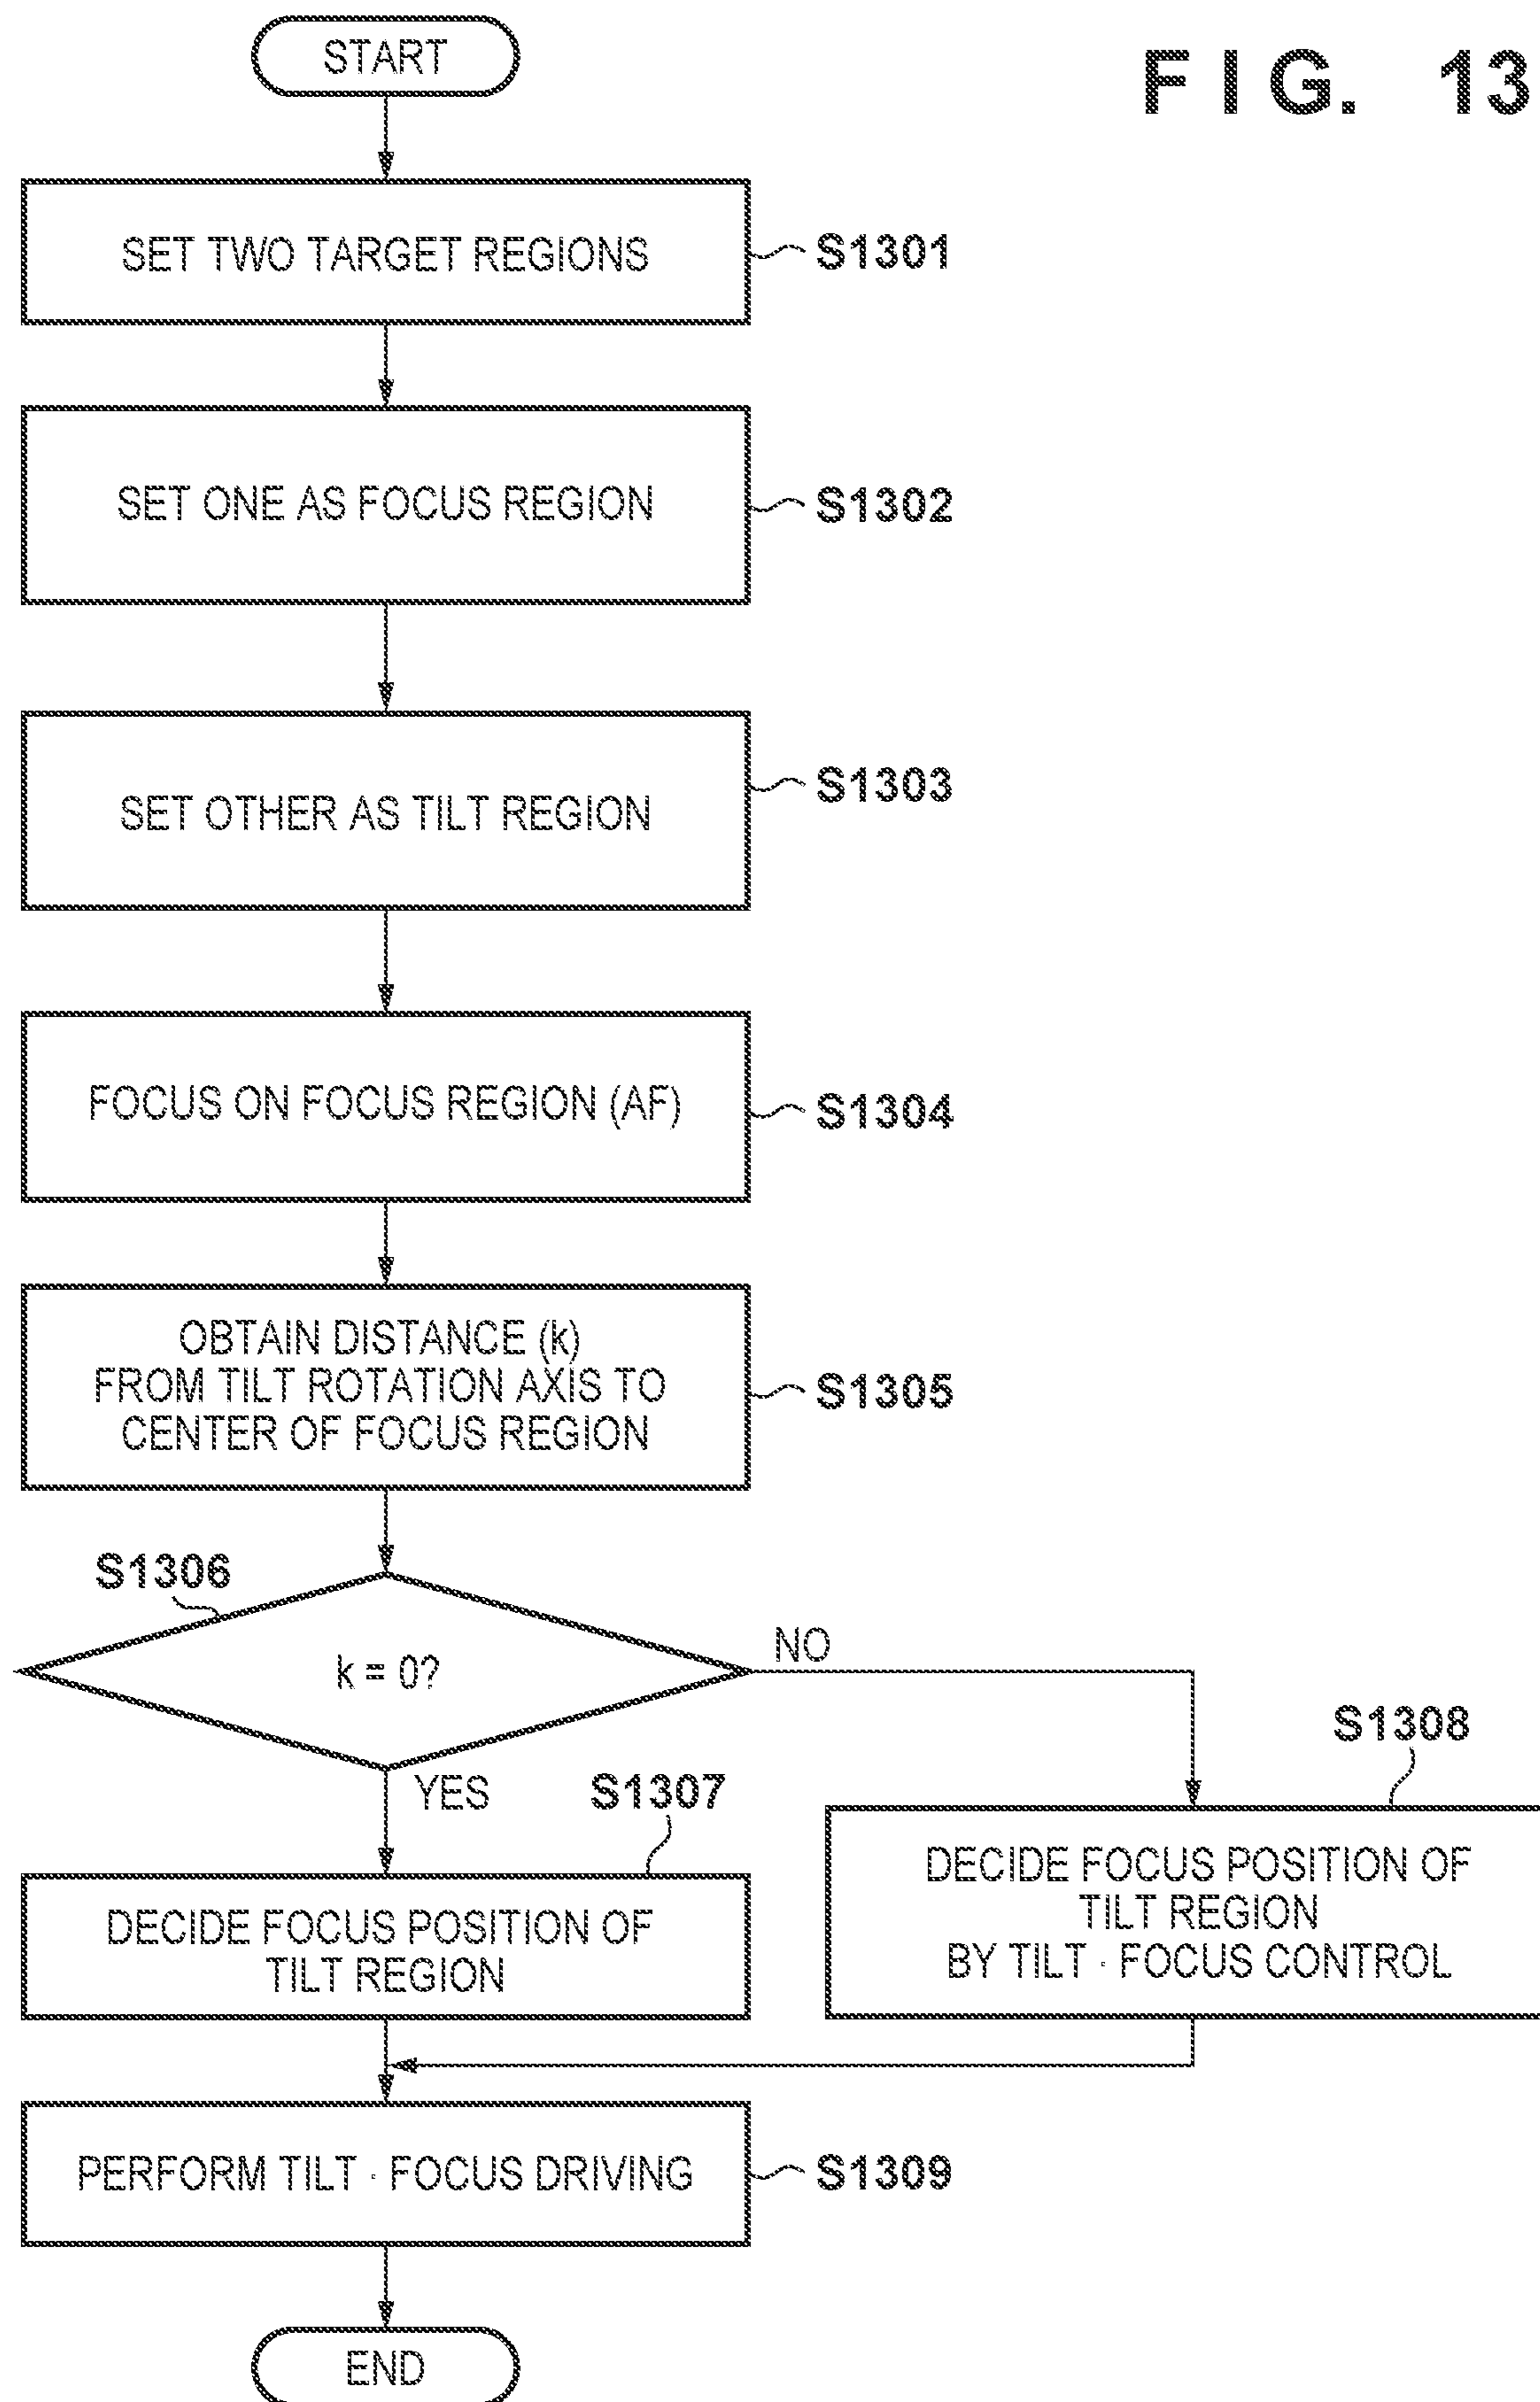 FIG. 13
START
SET TWO TARGET REGIONS
S1301
SET ONE AS FOCUS REGION
S1302
SET OTHER AS TILT REGION
S1303
FOCUS ON FOCUS REGION (AF)
S1304
OBTAIN DISTANCE (k)
FROM TILT ROTATION AXIS TO
CENTER OF FOCUS REGION
S1305
S1306
k = 0?
NO
YES
S1307
DECIDE FOCUS POSITION OF
TILT REGION
S1308
DECIDE FOCUS POSITION OF
TILT REGION
BY TILT · FOCUS CONTROL
PERFORM TILT · FOCUS DRIVING
S1309
END